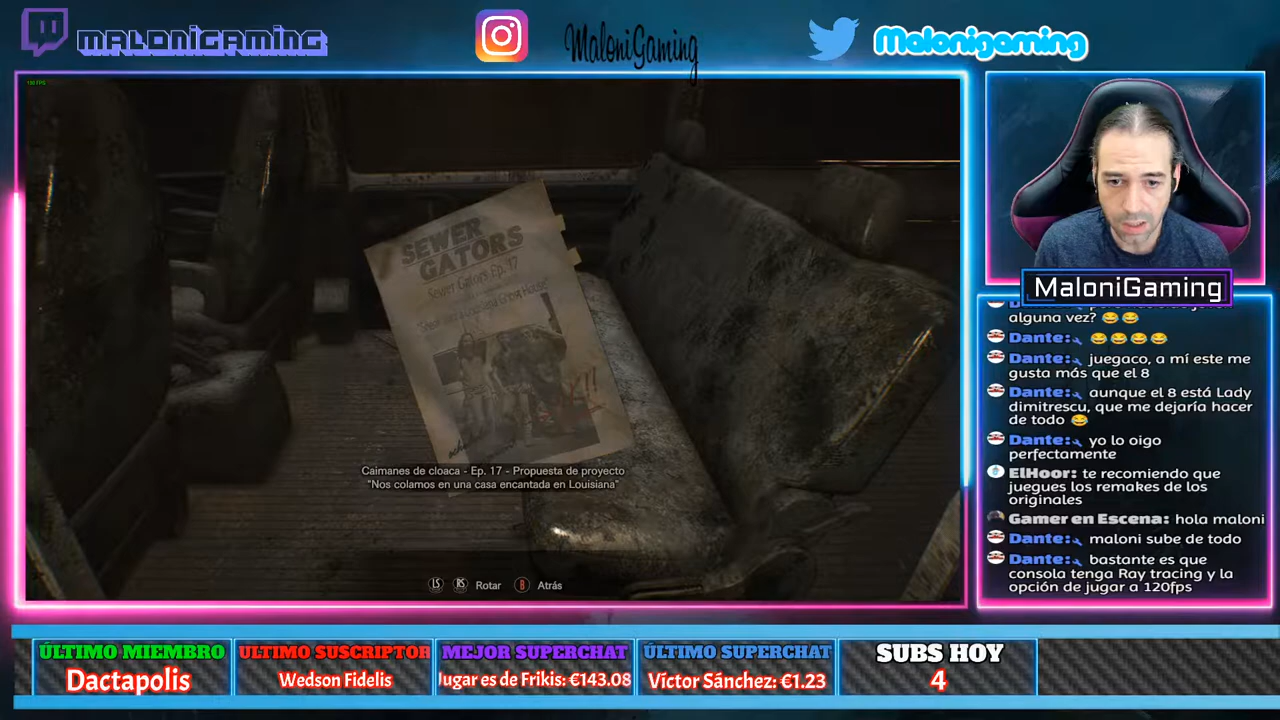 MALONIGAMING
MaloniGaming
Malonigaming
SEWER
GATORS
Sewer Gators Ep. 17
Caimanes de cloaca - Ep. 17 - Propuesta de proyecto
"Nos colamos en una casa encantada en Louisiana"
LS RS Rotar B Atrás
MaloniGaming
alguna vez? 😂😂
Dante: 😂😂😂😂
Dante: juegaco, a mí este me
gusta más que el 8
Dante: aunque el 8 está Lady
dimitrescu, que me dejaría hacer
de todo 😂
Dante: yo lo oigo
perfectamente
ElHoor: te recomiendo que
juegues los remakes de los
originales
Gamer en Escena: hola maloni
Dante: maloni sube de todo
Dante: bastante es que
consola tenga Ray tracing y la
opción de jugar a 120fps
ÚLTIMO MIEMBRO
Dactapolis
ULTIMO SUSCRIPTOR
Wedson Fidelis
MEJOR SUPERCHAT
Jugar es de Frikis: €143.08
ÚLTIMO SUPERCHAT
Víctor Sánchez: €1.23
SUBS HOY
4